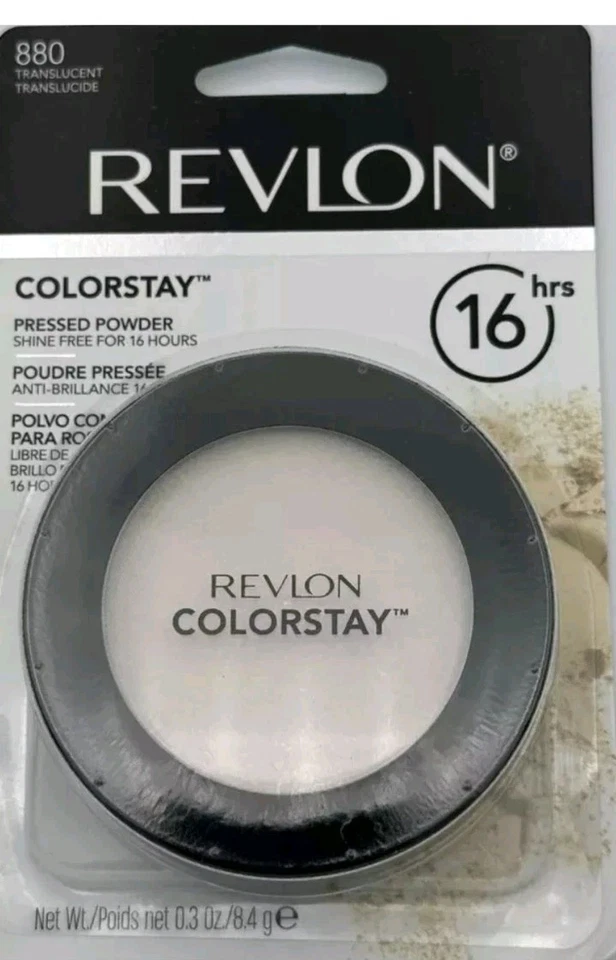 880
TRANSLUCENT
TRANSLUCIDE
REVLON®
COLORSTAY™
16 hrs
PRESSED POWDER
SHINE FREE FOR 16 HOURS
POUDRE PRESSÉE
ANTI-BRILLANCE 16
POLVO
PARA
LIBRE DE
BRILLO
16
REVLON
COLORSTAY™
Net Wt./Poids net 0.3 Oz./8.4 g℮